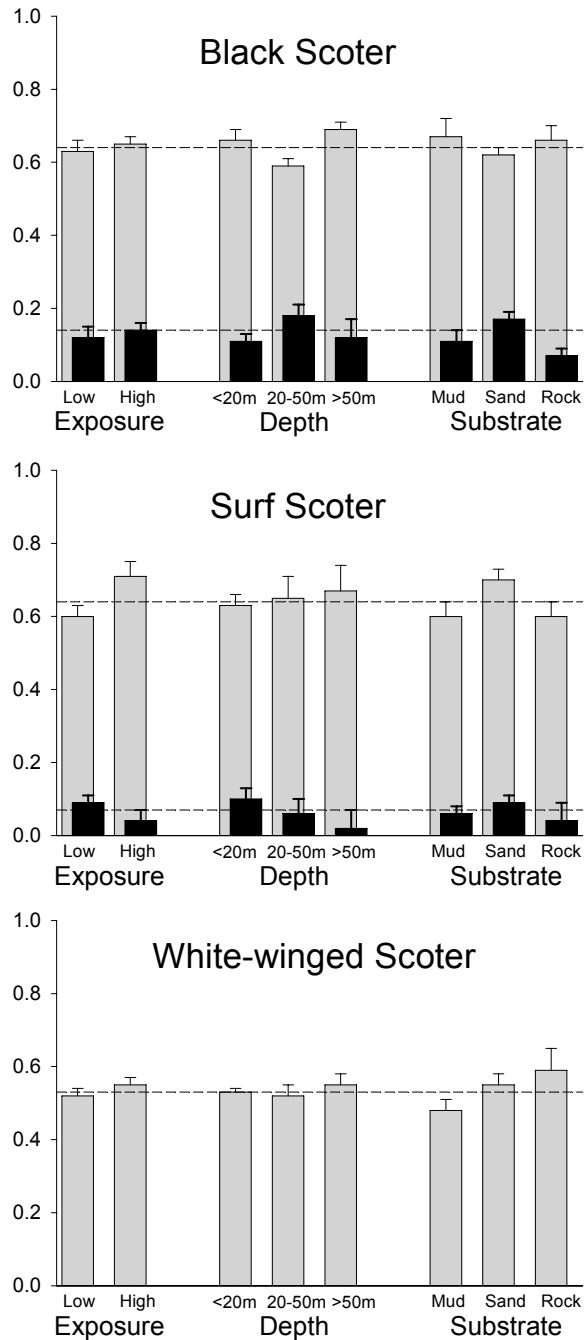 Black Scoter
1.0
0.8
0.6
0.4
0.2
0.0
Low High <20m 20-50m >50m Mud Sand Rock
Exposure Depth Substrate
Surf Scoter
1.0
0.8
0.6
0.4
0.2
0.0
Low High <20m 20-50m >50m Mud Sand Rock
Exposure Depth Substrate
White-winged Scoter
1.0
0.8
0.6
0.4
0.2
0.0
Low High <20m 20-50m >50m Mud Sand Rock
Exposure Depth Substrate